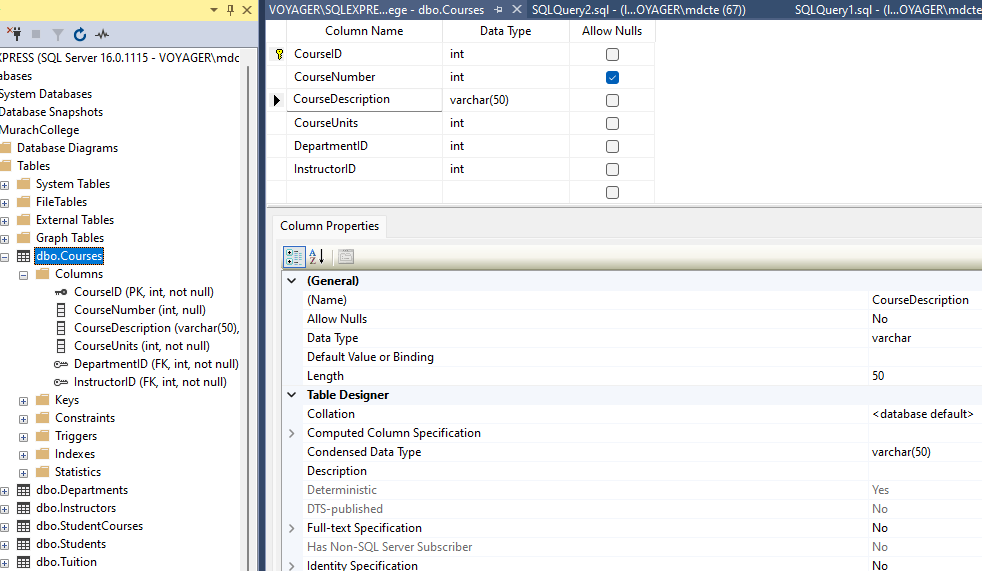 VOYAGER\SQLEXPRE...ege - dbo.Courses
SQLQuery2.sql - (l...OYAGER\mdcte (67))
SQLQuery1.sql - (l...OYAGER\mdcte
XPRESS (SQL Server 16.0.1115 - VOYAGER\mdc
abases
System Databases
Database Snapshots
MurachCollege
Database Diagrams
Tables
System Tables
FileTables
External Tables
Graph Tables
dbo.Courses
Columns
CourseID (PK, int, not null)
CourseNumber (int, null)
CourseDescription (varchar(50),
CourseUnits (int, not null)
DepartmentID (FK, int, not null)
InstructorID (FK, int, not null)
Keys
Constraints
Triggers
Indexes
Statistics
dbo.Departments
dbo.Instructors
dbo.StudentCourses
dbo.Students
dbo.Tuition
Column Name Data Type Allow Nulls
CourseID int
CourseNumber int
CourseDescription varchar(50)
CourseUnits int
DepartmentID int
InstructorID int
Column Properties
(General)
(Name) CourseDescription
Allow Nulls No
Data Type varchar
Default Value or Binding
Length 50
Table Designer
Collation <database default>
Computed Column Specification
Condensed Data Type varchar(50)
Description
Deterministic Yes
DTS-published No
Full-text Specification No
Has Non-SQL Server Subscriber No
Identity Specification No